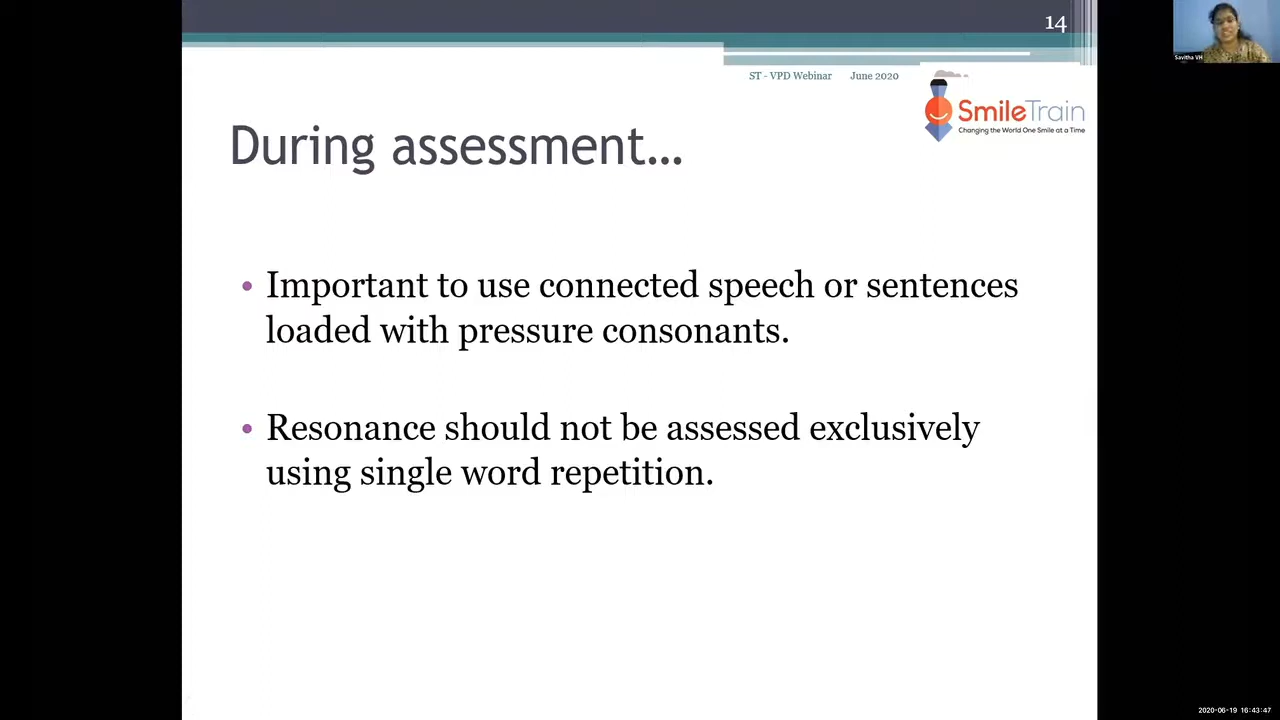 14
Savitha VH
ST - VPD Webinar June 2020
SmileTrain
Changing the World One Smile at a Time
During assessment...
• Important to use connected speech or sentences
loaded with pressure consonants.
• Resonance should not be assessed exclusively
using single word repetition.
2020-06-19 16:43:47